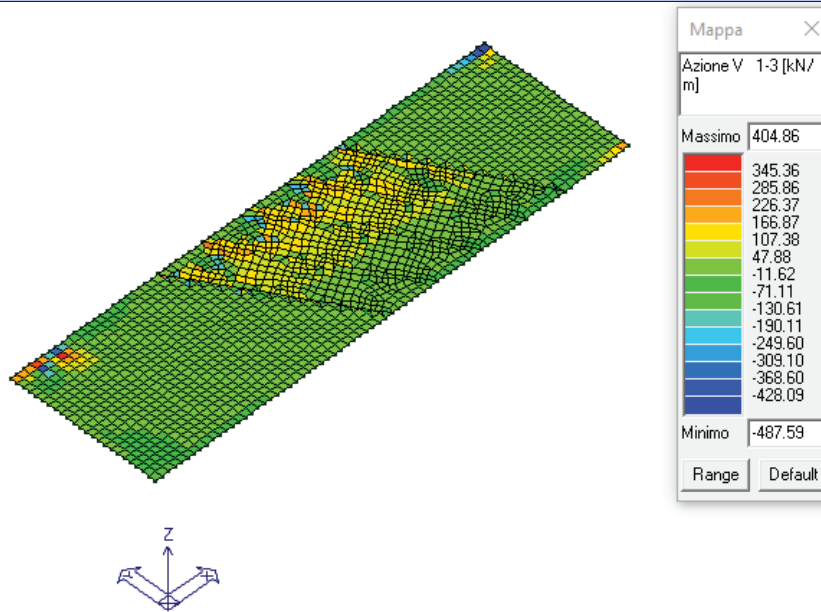 Mappa
Azione V 1-3 [kN/
m]
Massimo 404.86
345.36
285.86
226.37
166.87
107.38
47.88
-11.62
-71.11
-130.61
-190.11
-249.60
-309.10
-368.60
-428.09
Minimo -487.59
Range Default
Z